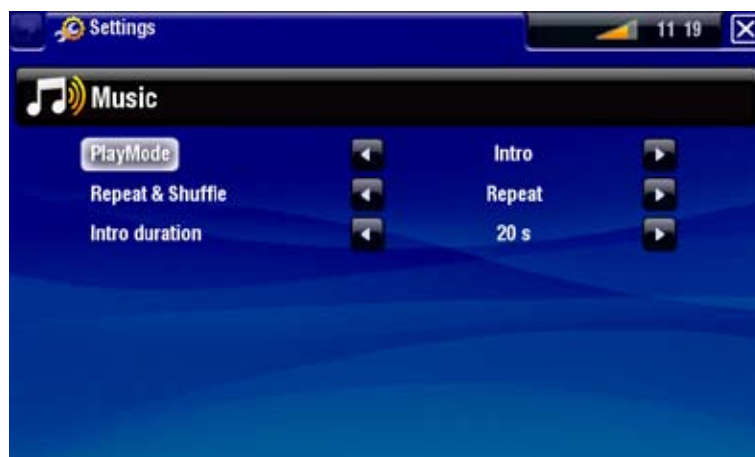 Settings 11 19
Music
PlayMode Intro
Repeat & Shuffle Repeat
Intro duration 20 s